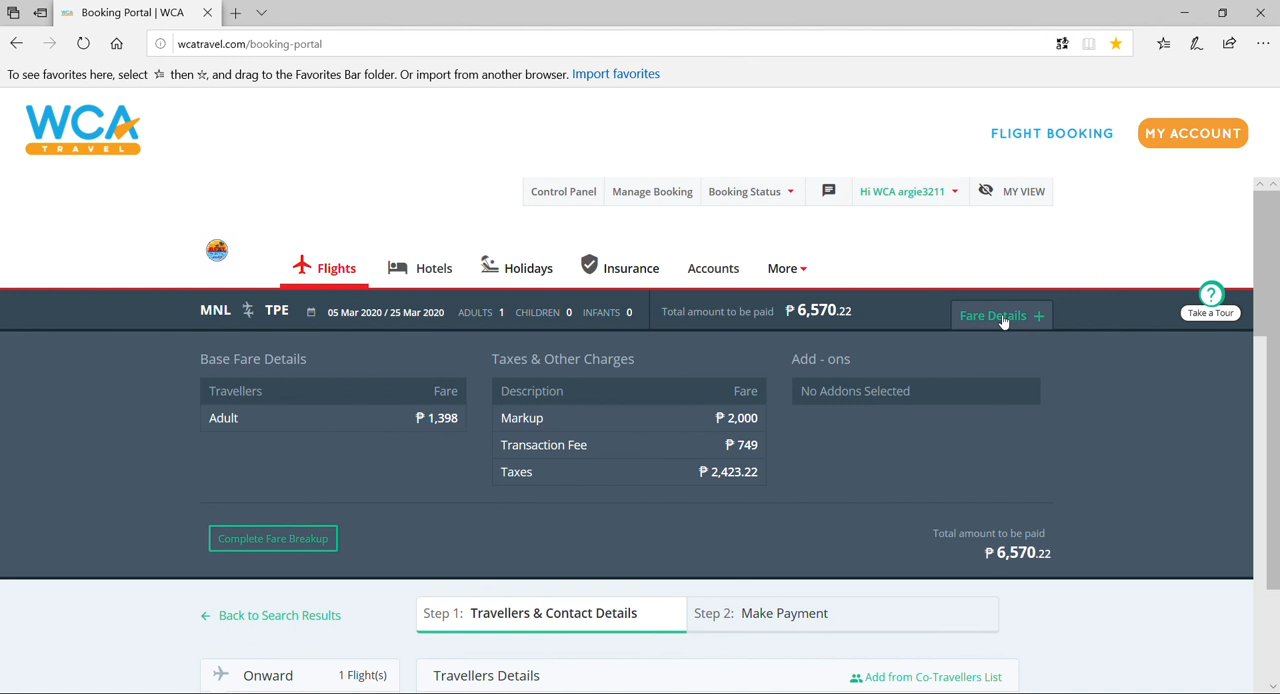 Booking Portal | WCA
wcatravel.com/booking-portal
To see favorites here, select ☆ then ☆, and drag to the Favorites Bar folder. Or import from another browser. Import favorites
WCA
TRAVEL
FLIGHT BOOKING
MY ACCOUNT
Control Panel Manage Booking Booking Status Hi WCA argie3211 MY VIEW
Flights Hotels Holidays Insurance Accounts More
MNL TPE 05 Mar 2020 / 25 Mar 2020 ADULTS 1 CHILDREN 0 INFANTS 0 Total amount to be paid ₱ 6,570.22 Fare Details +
?
Take a Tour
Base Fare Details
Travellers Fare
Adult ₱ 1,398
Taxes & Other Charges
Description Fare
Markup ₱ 2,000
Transaction Fee ₱ 749
Taxes ₱ 2,423.22
Add - ons
No Addons Selected
Complete Fare Breakup
Total amount to be paid
₱ 6,570.22
← Back to Search Results
Step 1: Travellers & Contact Details
Step 2: Make Payment
Onward 1 Flight(s)
Travellers Details
Add from Co-Travellers List